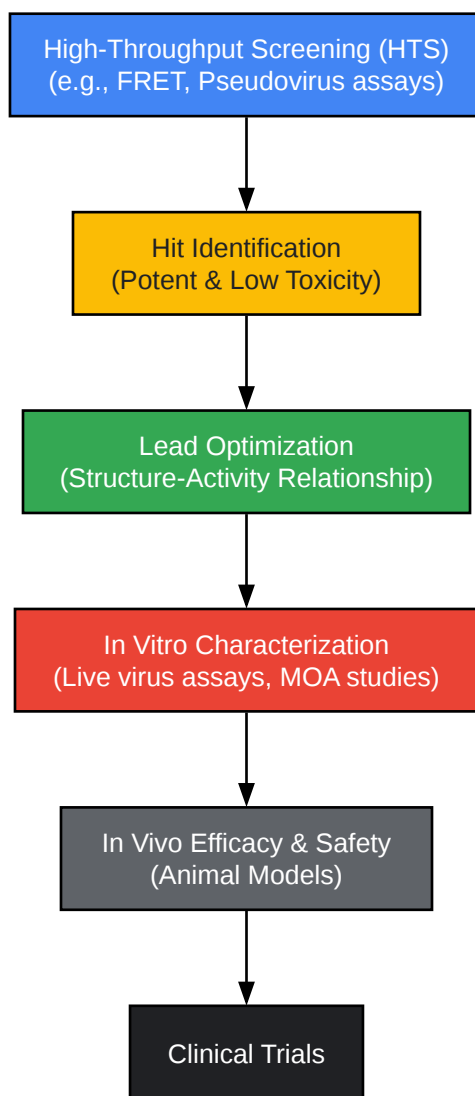 High-Throughput Screening (HTS)
(e.g., FRET, Pseudovirus assays)
Hit Identification
(Potent & Low Toxicity)
Lead Optimization
(Structure-Activity Relationship)
In Vitro Characterization
(Live virus assays, MOA studies)
In Vivo Efficacy & Safety
(Animal Models)
Clinical Trials